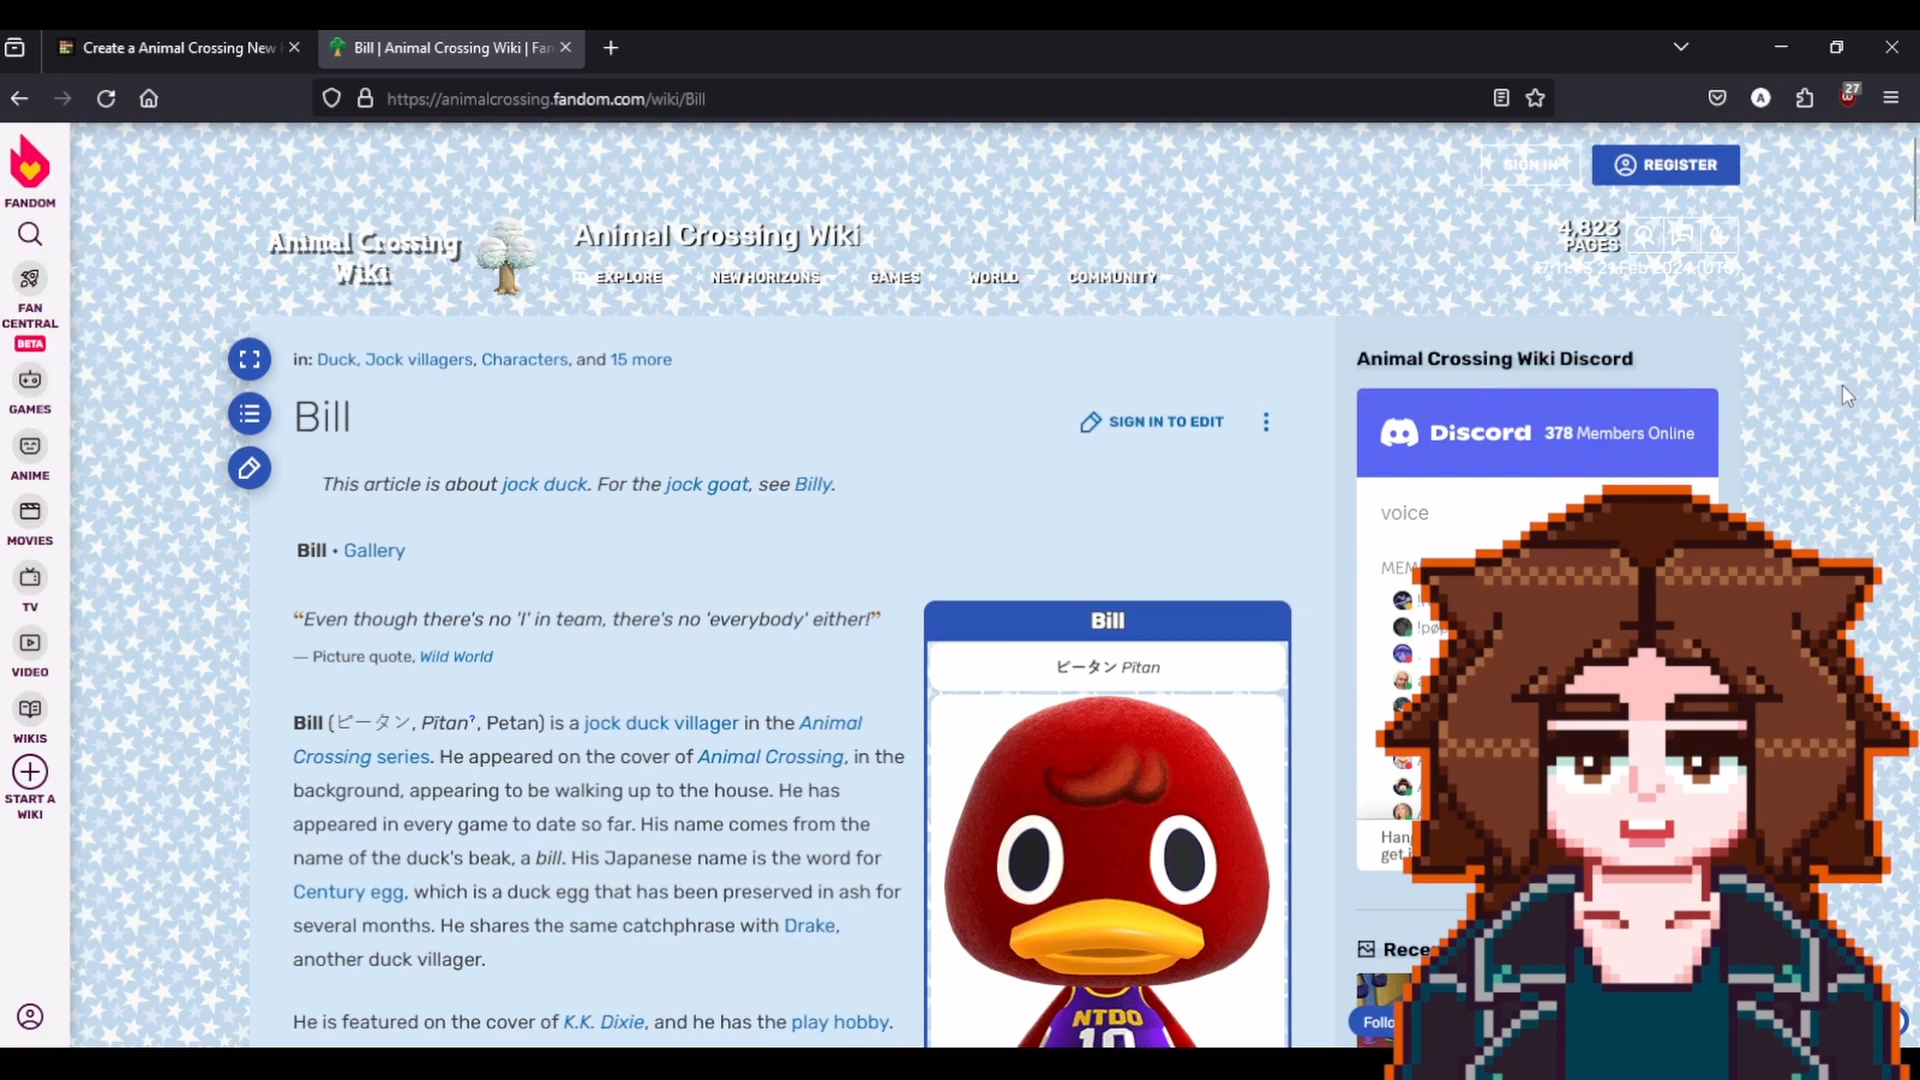 Create a Animal Crossing New
Bill | Animal Crossing Wiki | Fan
https://animalcrossing.fandom.com/wiki/Bill
27
FANDOM
FAN
CENTRAL
BETA
GAMES
ANIME
MOVIES
TV
VIDEO
WIKIS
START A
WIKI
SIGN IN
REGISTER
Animal Crossing
Wiki
Animal Crossing Wiki
4,823
PAGES
EXPLORE
NEW HORIZONS
GAMES
WORLD
COMMUNITY
21 Feb 2024 (UTC)
in: Duck, Jock villagers, Characters, and 15 more
Bill
SIGN IN TO EDIT
This article is about jock duck. For the jock goat, see Billy.
Bill • Gallery
“Even though there's no 'I' in team, there's no 'everybody' either!”
— Picture quote, Wild World
Bill (ピータン, Pītan?, Petan) is a jock duck villager in the Animal
Crossing series. He appeared on the cover of Animal Crossing, in the
background, appearing to be walking up to the house. He has
appeared in every game to date so far. His name comes from the
name of the duck's beak, a bill. His Japanese name is the word for
Century egg, which is a duck egg that has been preserved in ash for
several months. He shares the same catchphrase with Drake,
another duck villager.
He is featured on the cover of K.K. Dixie, and he has the play hobby.
Bill
ピータン Pītan
NTDO
10
Animal Crossing Wiki Discord
Discord 378 Members Online
voice